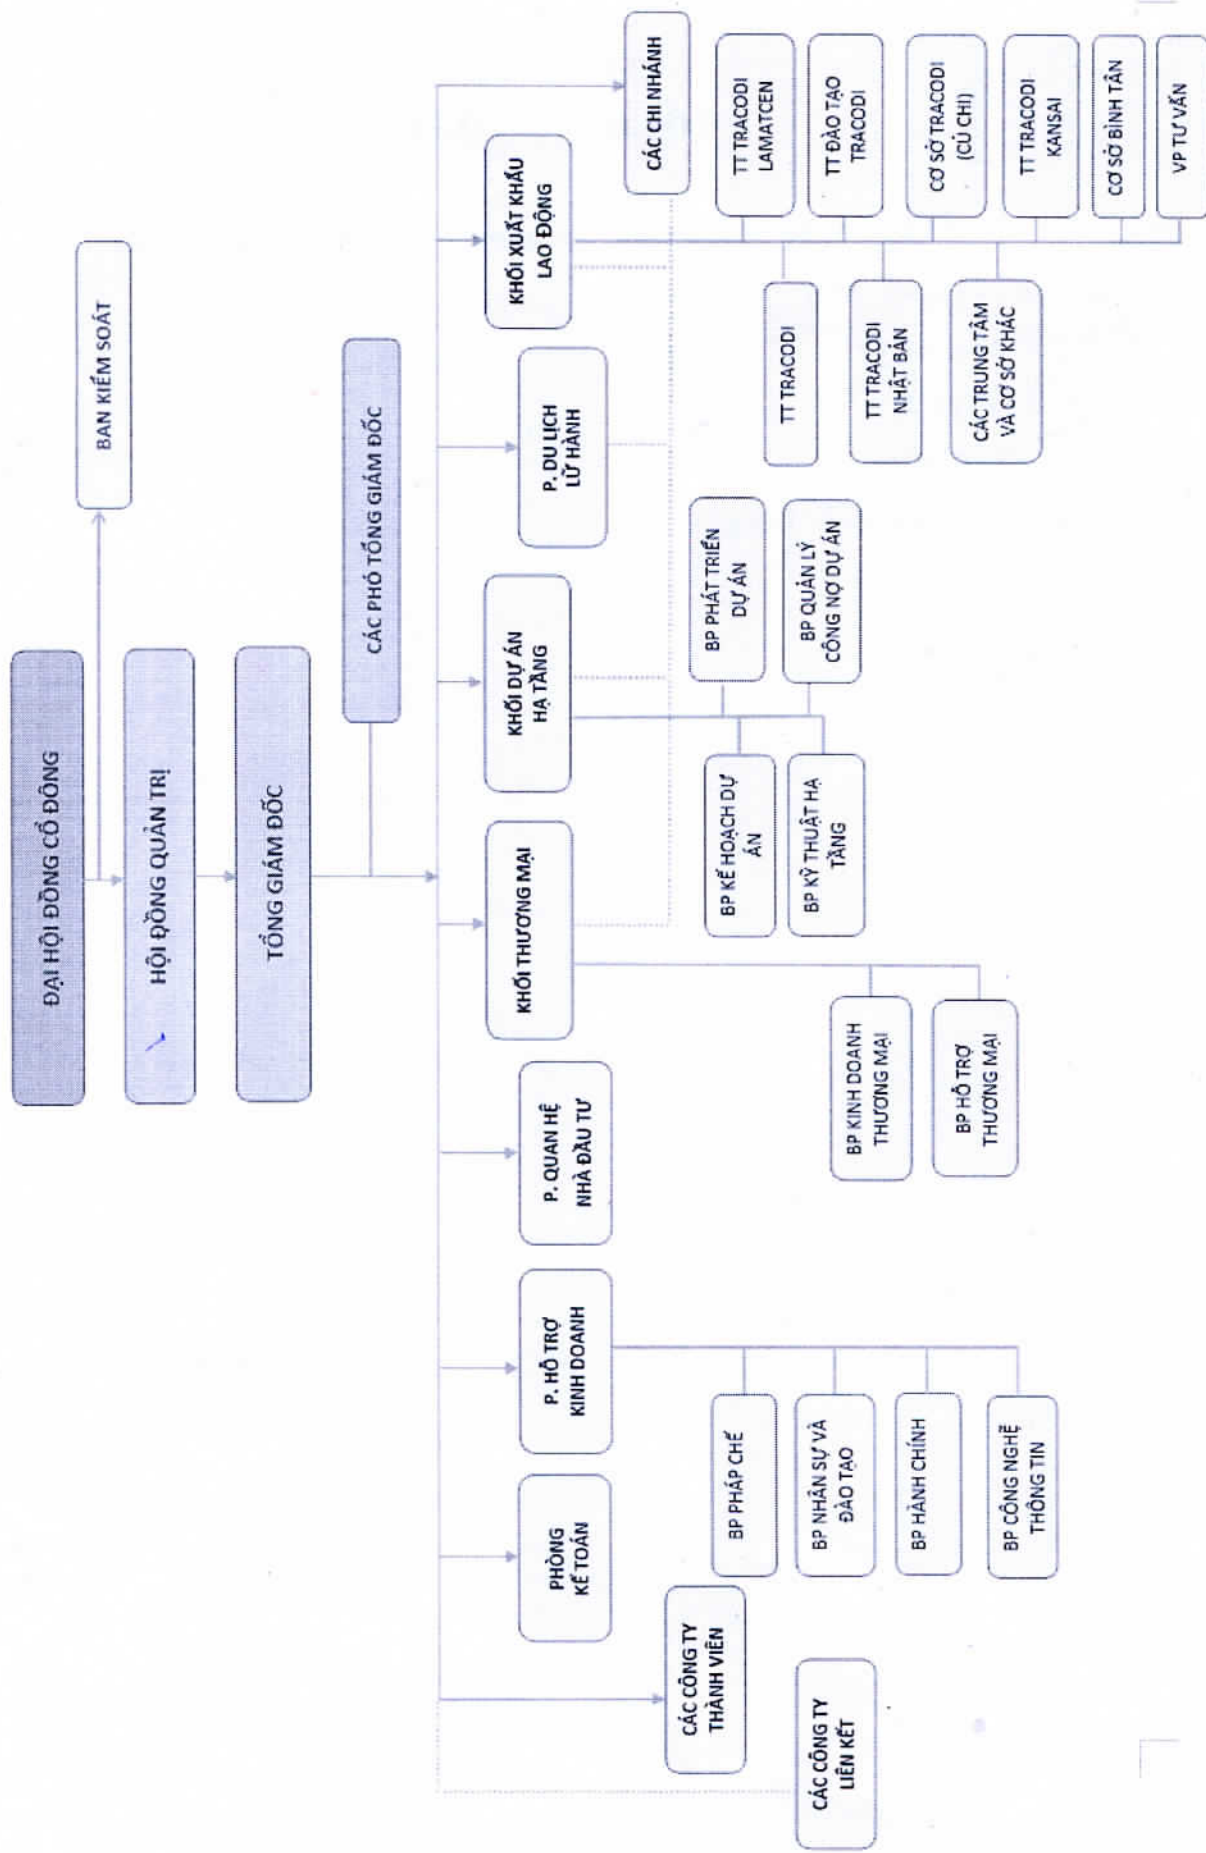 ĐẠI HỘI ĐỒNG CỔ ĐÔNG
BAN KIỂM SOÁT
HỘI ĐỒNG QUẢN TRỊ
TỔNG GIÁM ĐỐC
CÁC PHÓ TỔNG GIÁM ĐỐC
CÁC CÔNG TY
LIÊN KẾT
CÁC CÔNG TY
THÀNH VIÊN
PHÒNG
KẾ TOÁN
P. HỖ TRỢ
KINH DOANH
P. QUAN HỆ
NHÀ ĐẦU TƯ
KHỐI THƯƠNG MẠI
KHỐI DỰ ÁN
HẠ TẦNG
P. DU LỊCH
LỮ HÀNH
KHỐI XUẤT KHẨU
LAO ĐỘNG
CÁC CHI NHÁNH
BP PHÁP CHẾ
BP NHÂN SỰ VÀ
ĐÀO TẠO
BP HÀNH CHÍNH
BP CÔNG NGHỆ
THÔNG TIN
BP KINH DOANH
THƯƠNG MẠI
BP HỖ TRỢ
THƯƠNG MẠI
BP KẾ HOẠCH DỰ
ÁN
BP PHÁT TRIỂN
DỰ ÁN
BP KỸ THUẬT HẠ
TẦNG
BP QUẢN LÝ
CÔNG NỢ DỰ ÁN
TT TRACODI
TT TRACODI
LAMATCEN
TT TRACODI
NHẬT BẢN
TT ĐÀO TẠO
TRACODI
CÁC TRUNG TÂM
VÀ CƠ SỞ KHÁC
CƠ SỞ TRACODI
(CỦ CHI)
TT TRACODI
KANSAI
CƠ SỞ BÌNH TÂN
VP TƯ VẤN